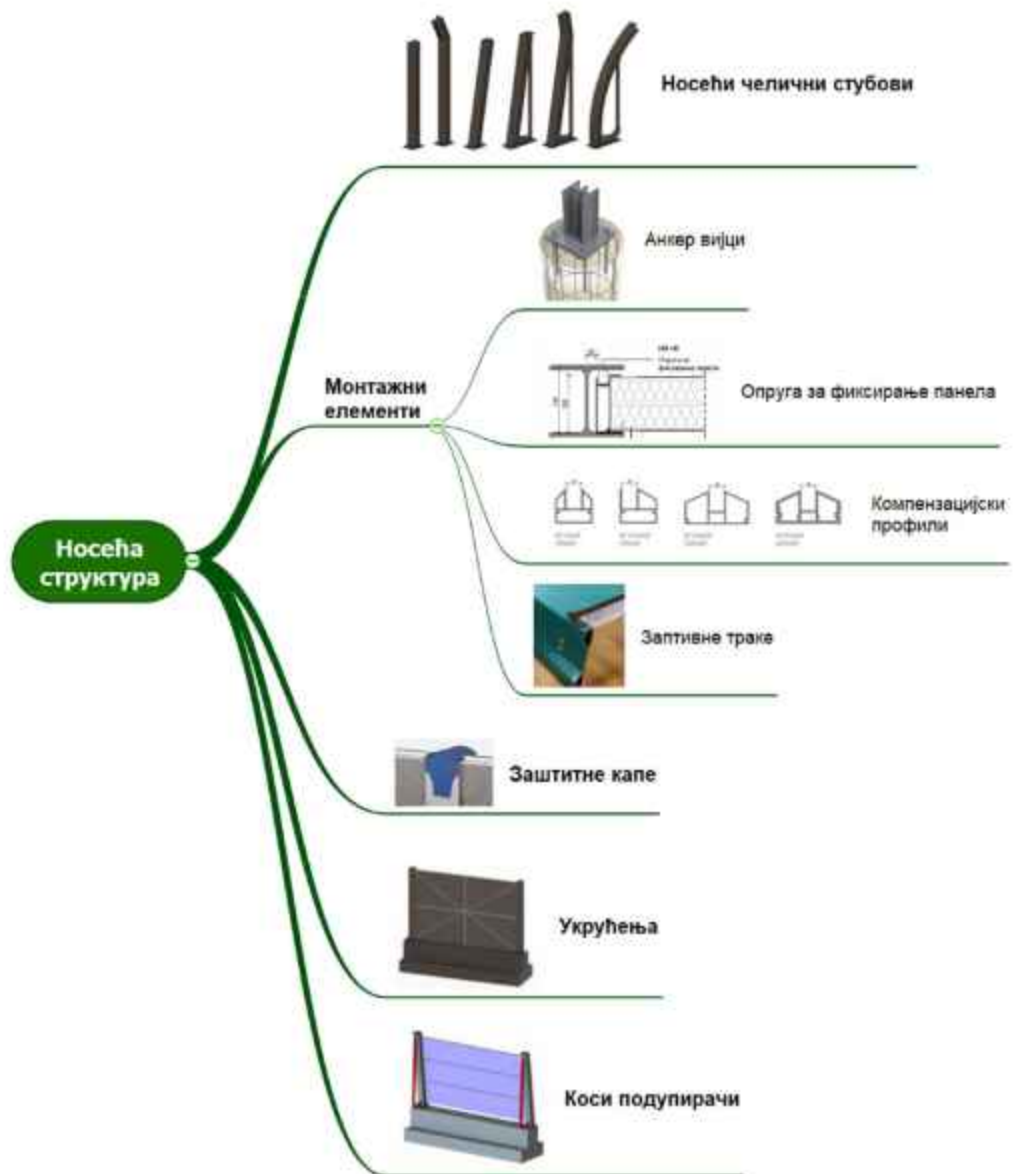 Носећи челични стубови
Анкер вијци
Монтажни
елементи
Опруга за фиксирање панела
Компензацијски
профили
Носећа
структура
Заптивне траке
Заштитне капе
Укрућења
Коси подупирачи